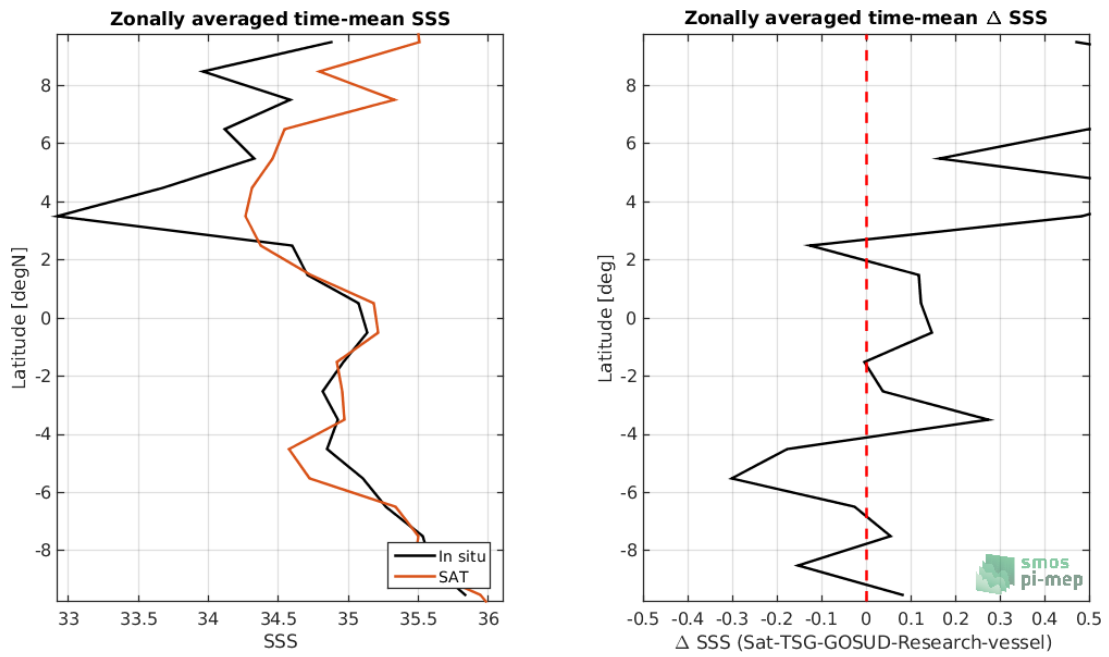 Zonally averaged time-mean SSS
Latitude [degN]
8
6
4
2
0
-2
-4
-6
-8
In situ
SAT
33 33.5 34 34.5 35 35.5 36
SSS
Zonally averaged time-mean Δ SSS
Latitude [deg]
8
6
4
2
0
-2
-4
-6
-8
smos
pi-mep
-0.5 -0.4 -0.3 -0.2 -0.1 0 0.1 0.2 0.3 0.4 0.5
Δ SSS (Sat-TSG-GOSUD-Research-vessel)